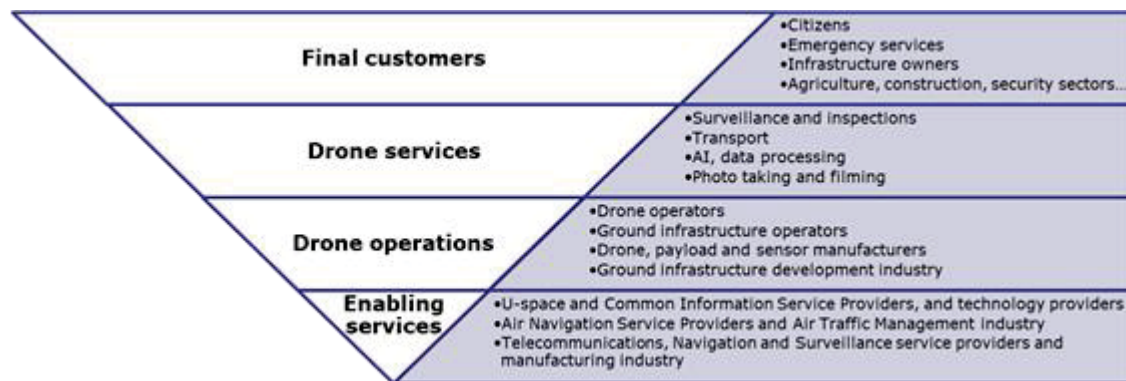 Final customers
•Citizens
•Emergency services
•Infrastructure owners
•Agriculture, construction, security sectors...
Drone services
•Surveillance and inspections
•Transport
•AI, data processing
•Photo taking and filming
Drone operations
•Drone operators
•Ground infrastructure operators
•Drone, payload and sensor manufacturers
•Ground infrastructure development industry
Enabling
services
•U-space and Common Information Service Providers, and technology providers
•Air Navigation Service Providers and Air Traffic Management industry
•Telecommunications, Navigation and Surveillance service providers and
manufacturing industry